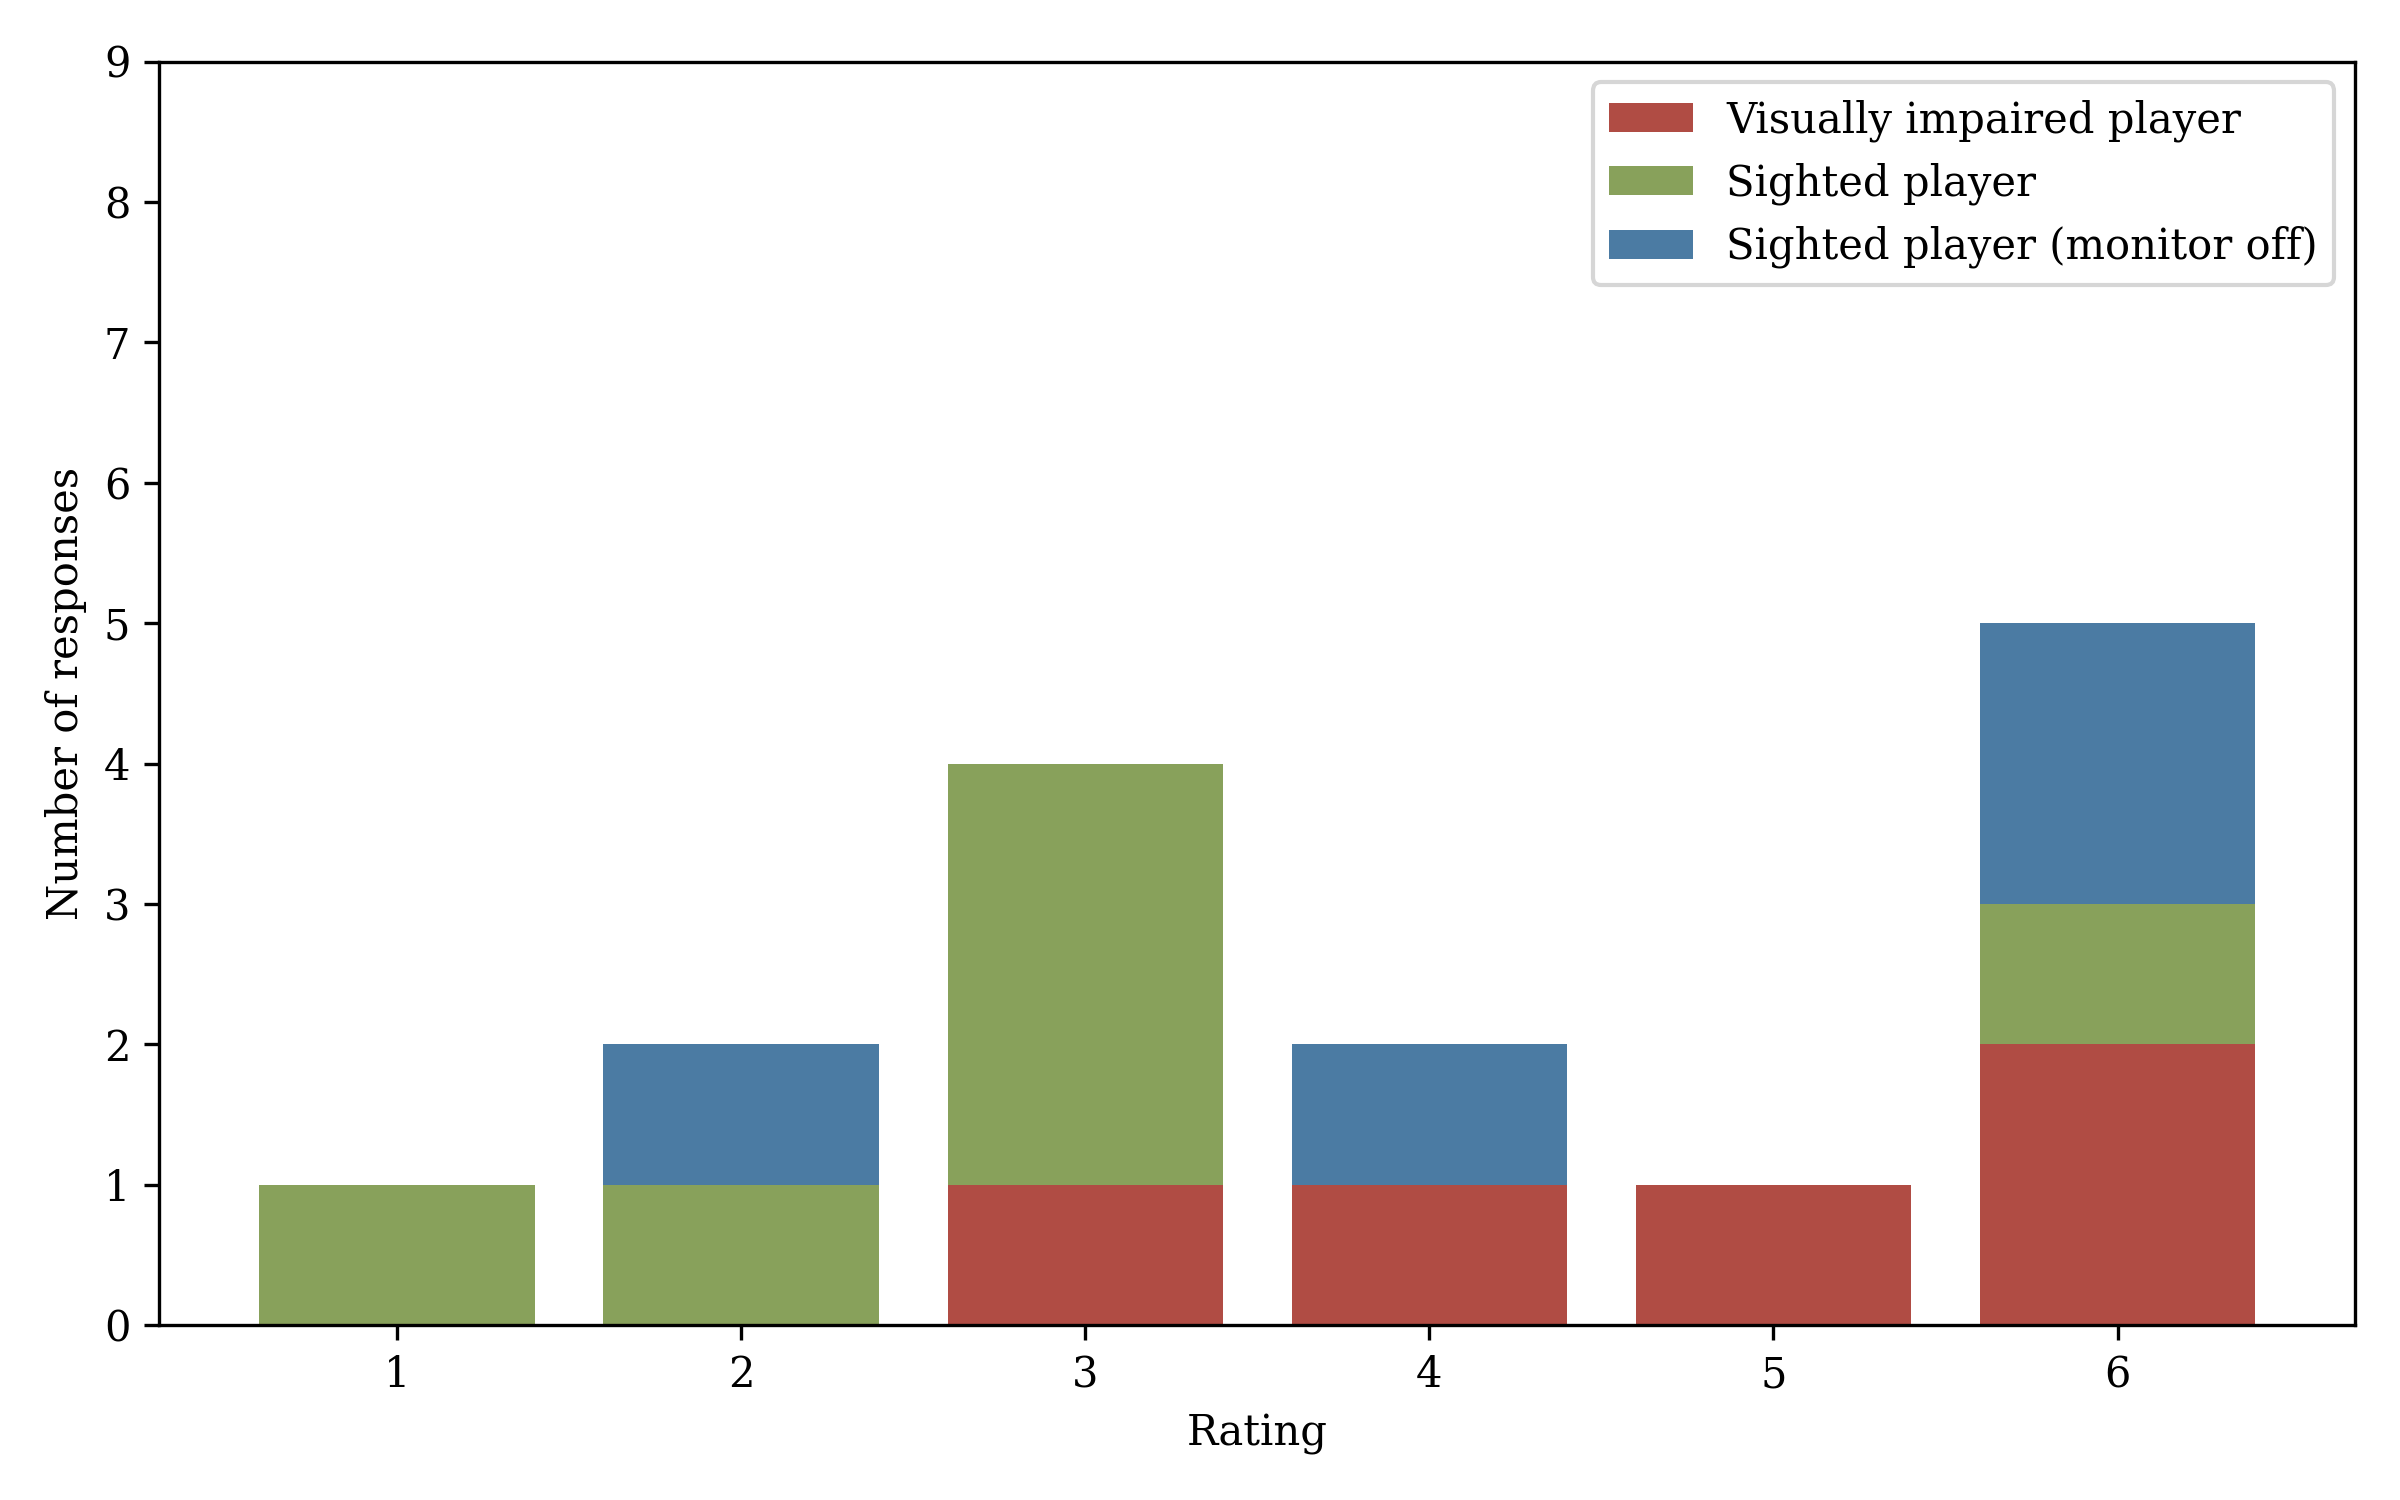 9
8
7
6
5
4
3
2
1
0
Number of responses
Visually impaired player
Sighted player
Sighted player (monitor off)
1 2 3 4 5 6
Rating